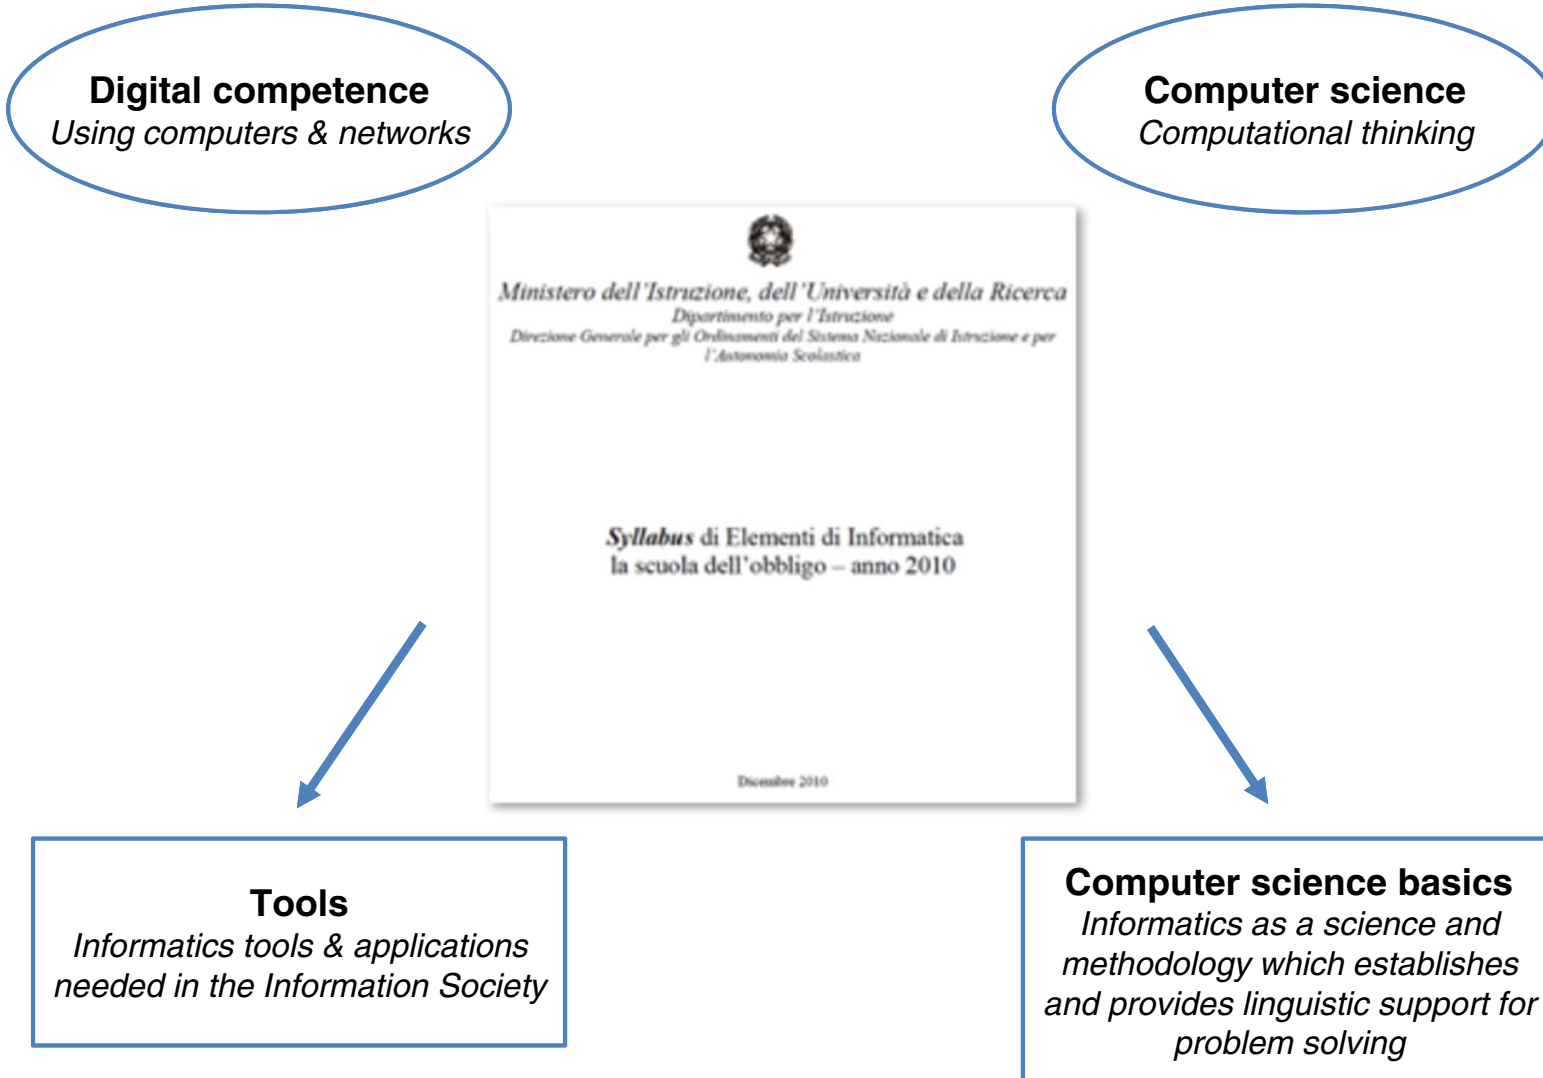 Digital competence
Using computers & networks
Computer science
Computational thinking
Ministero dell'Istruzione, dell'Università e della Ricerca
Dipartimento per l'Istruzione
Direzione Generale per gli Ordinamenti del Sistema Nazionale di Istruzione e per
l'Autonomia Scolastica
Syllabus di Elementi di Informatica
la scuola dell'obbligo – anno 2010
Dicembre 2010
Tools
Informatics tools & applications
needed in the Information Society
Computer science basics
Informatics as a science and
methodology which establishes
and provides linguistic support for
problem solving